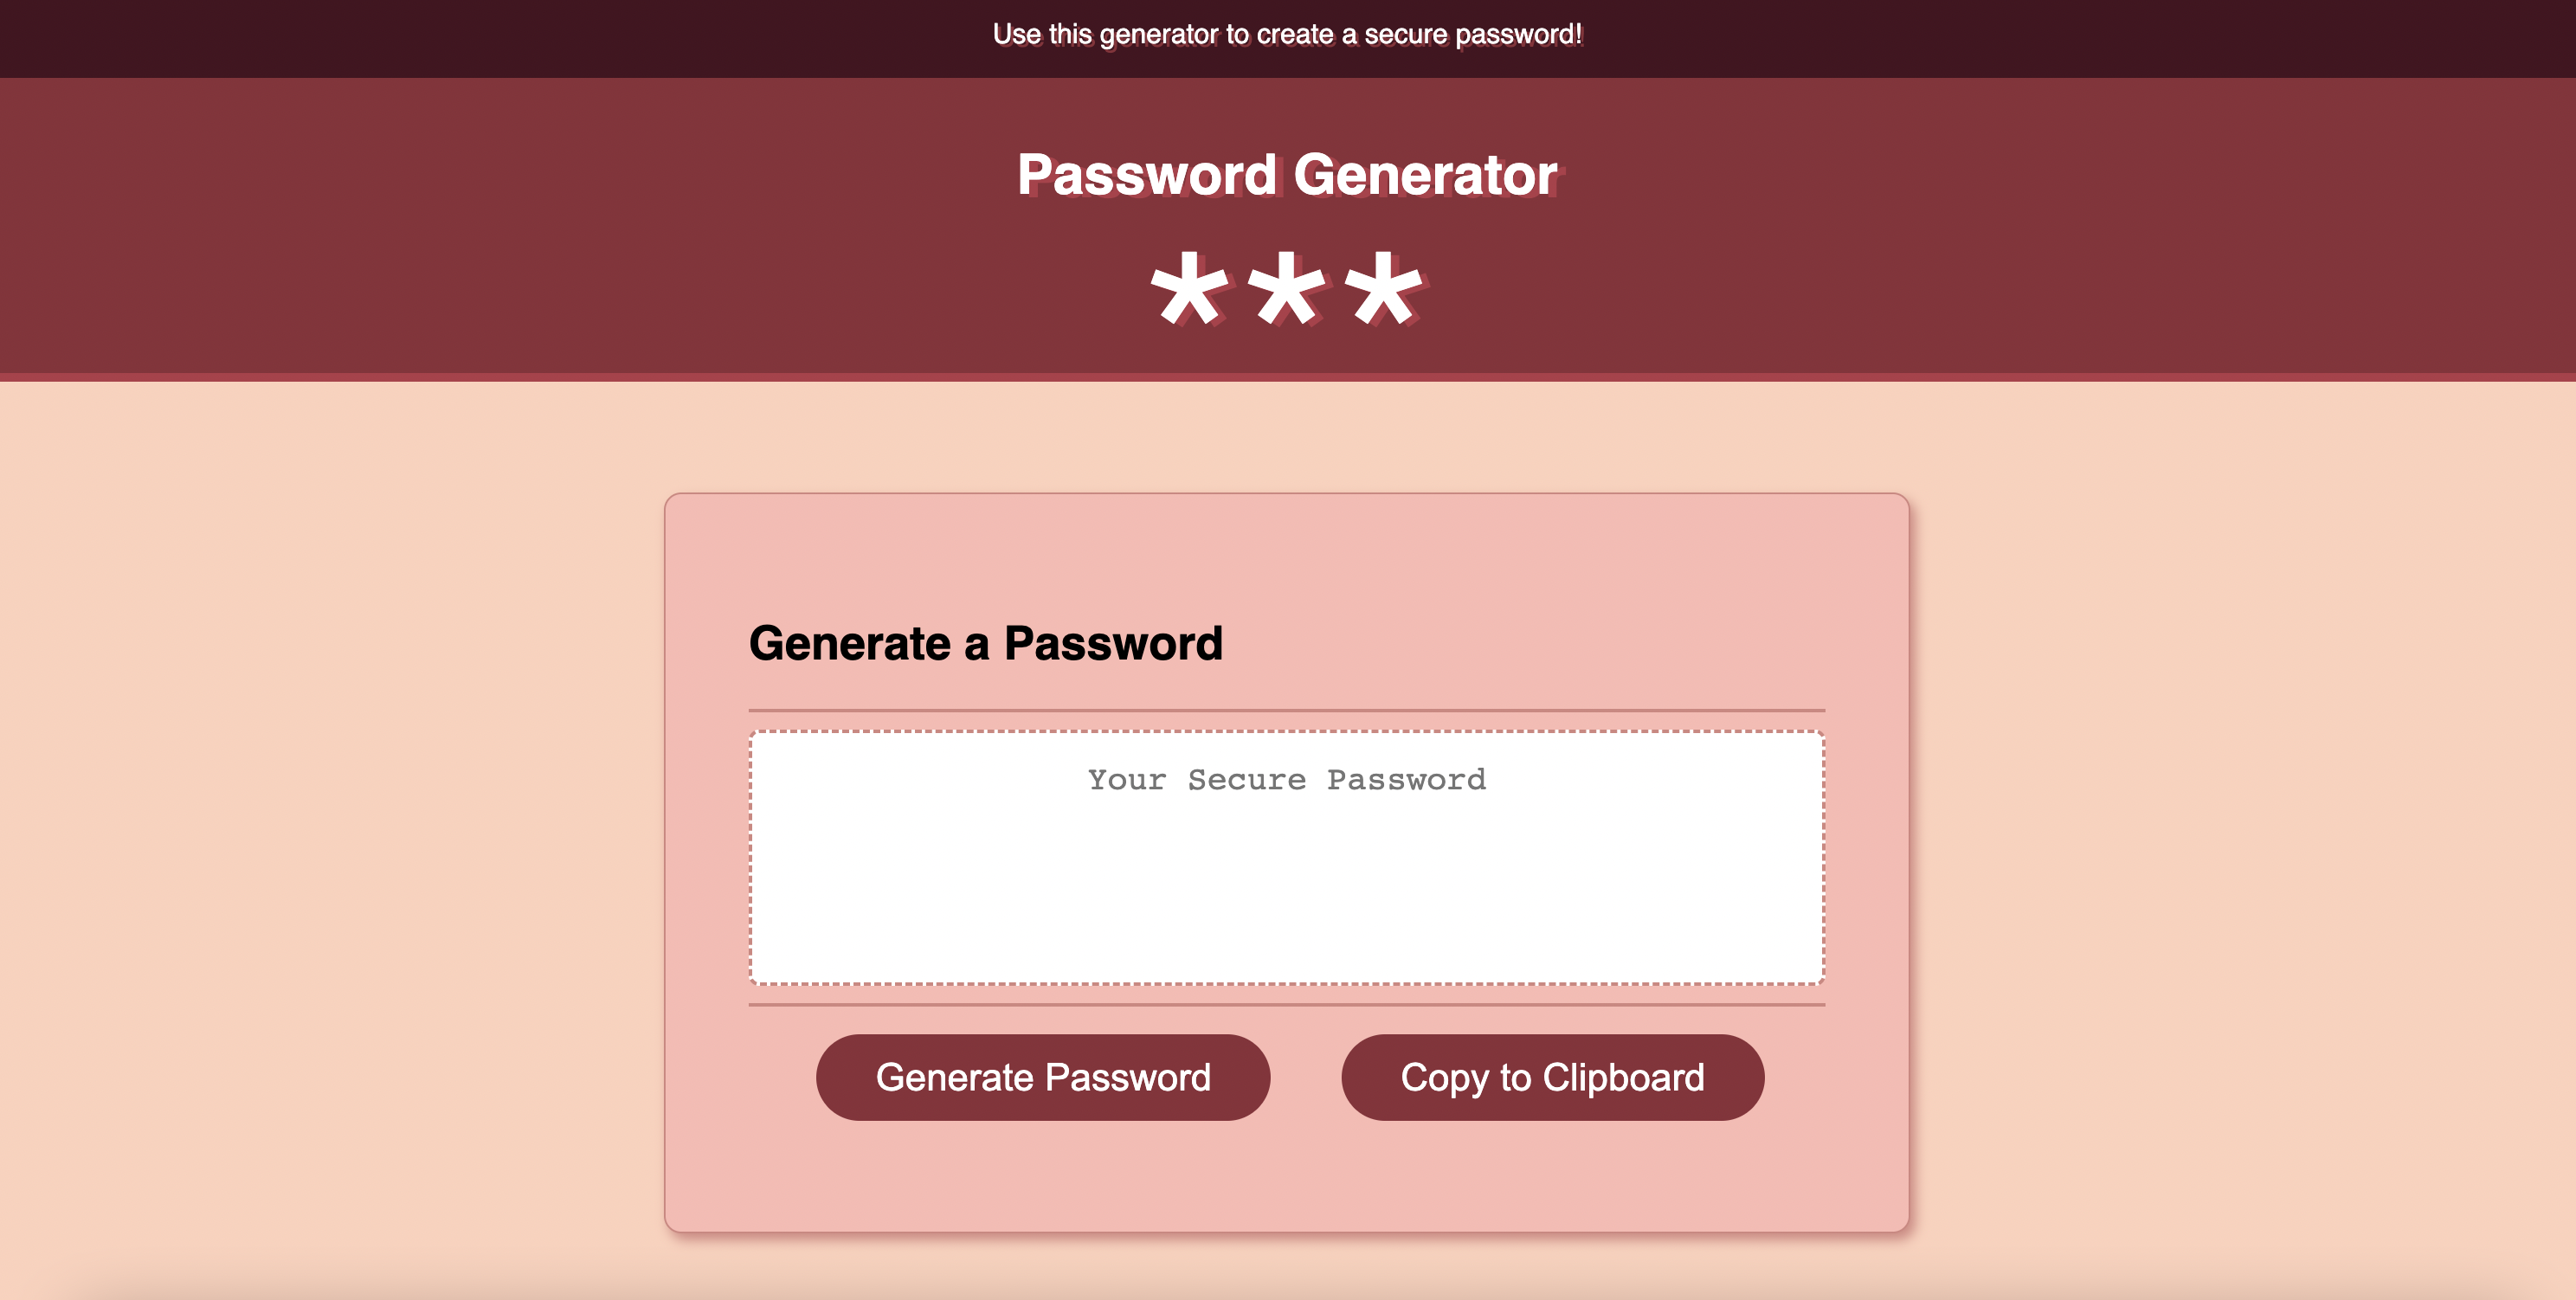 Use this generator to create a secure password!
Password Generator
***
Generate a Password
Your Secure Password
Generate Password
Copy to Clipboard